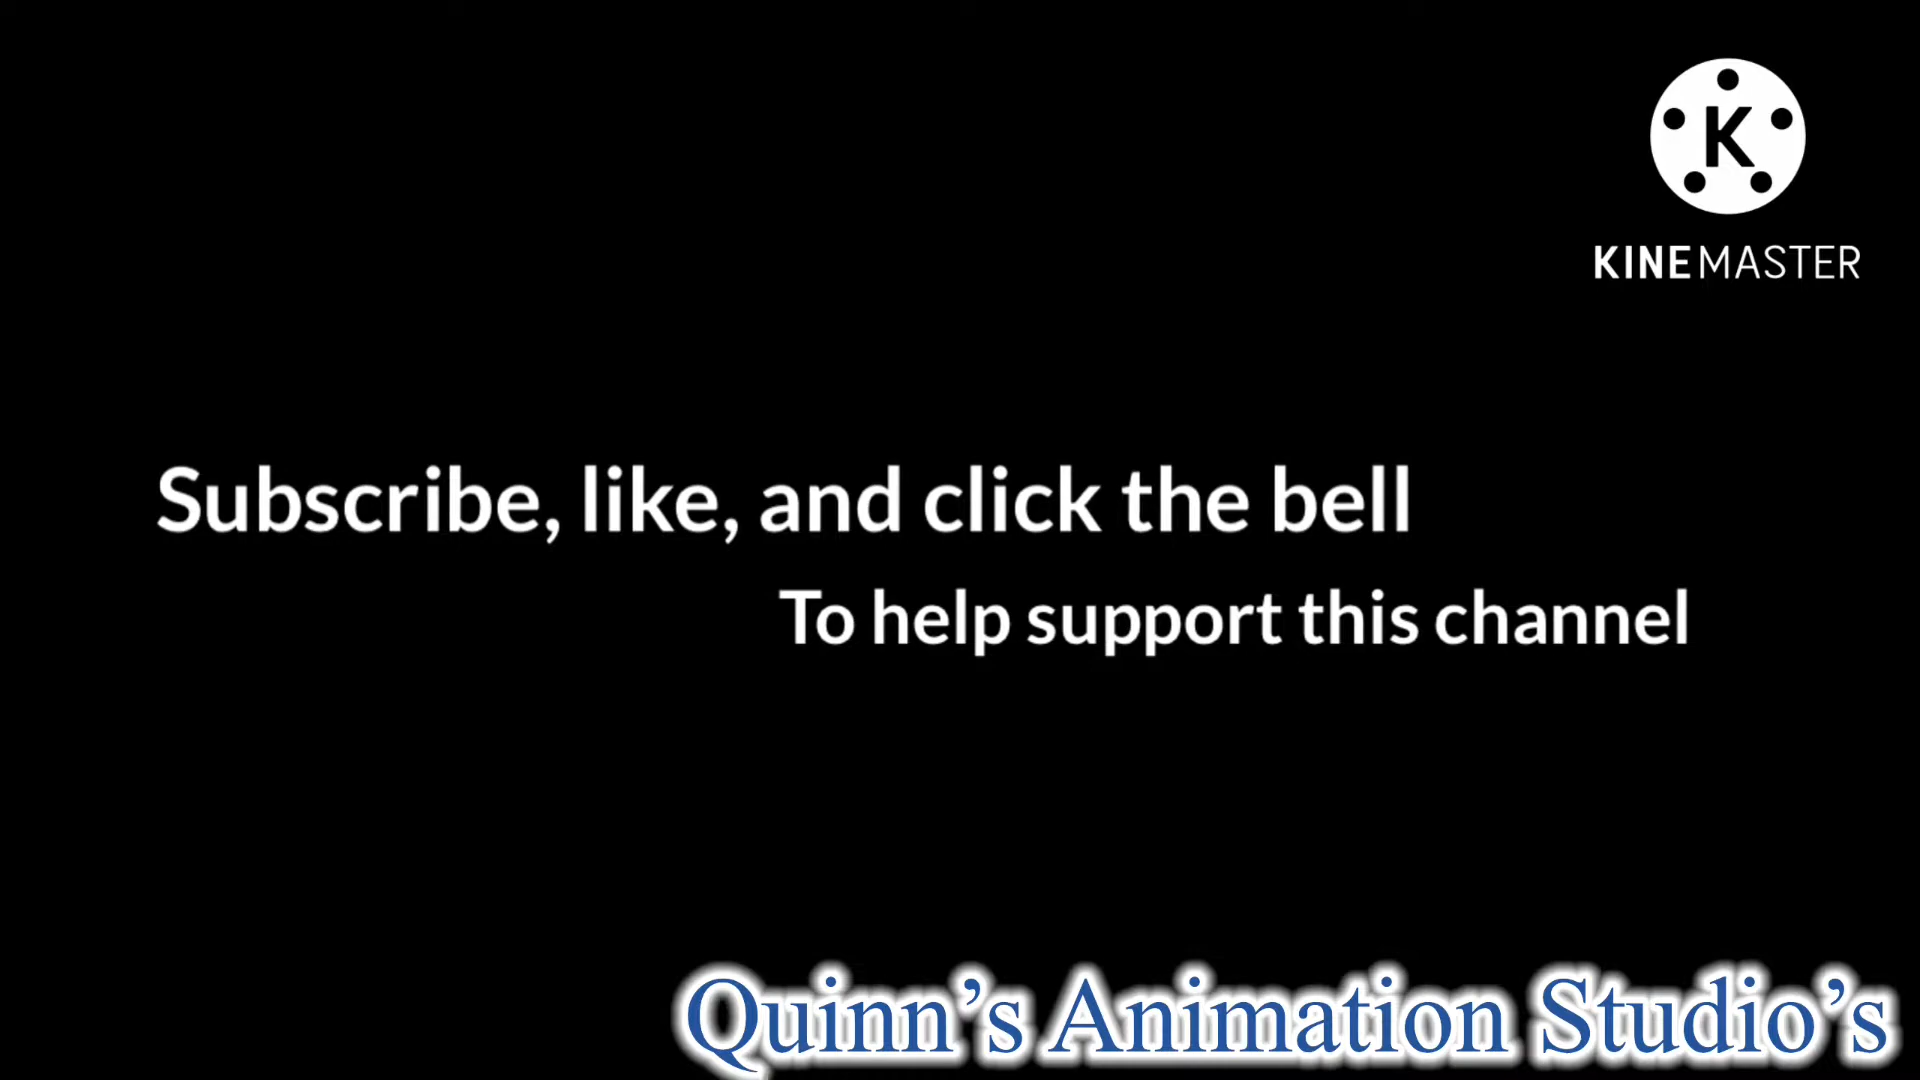 K
KINEMASTER
Subscribe, like, and click the bell
To help support this channel
Quinn’s Animation Studio’s